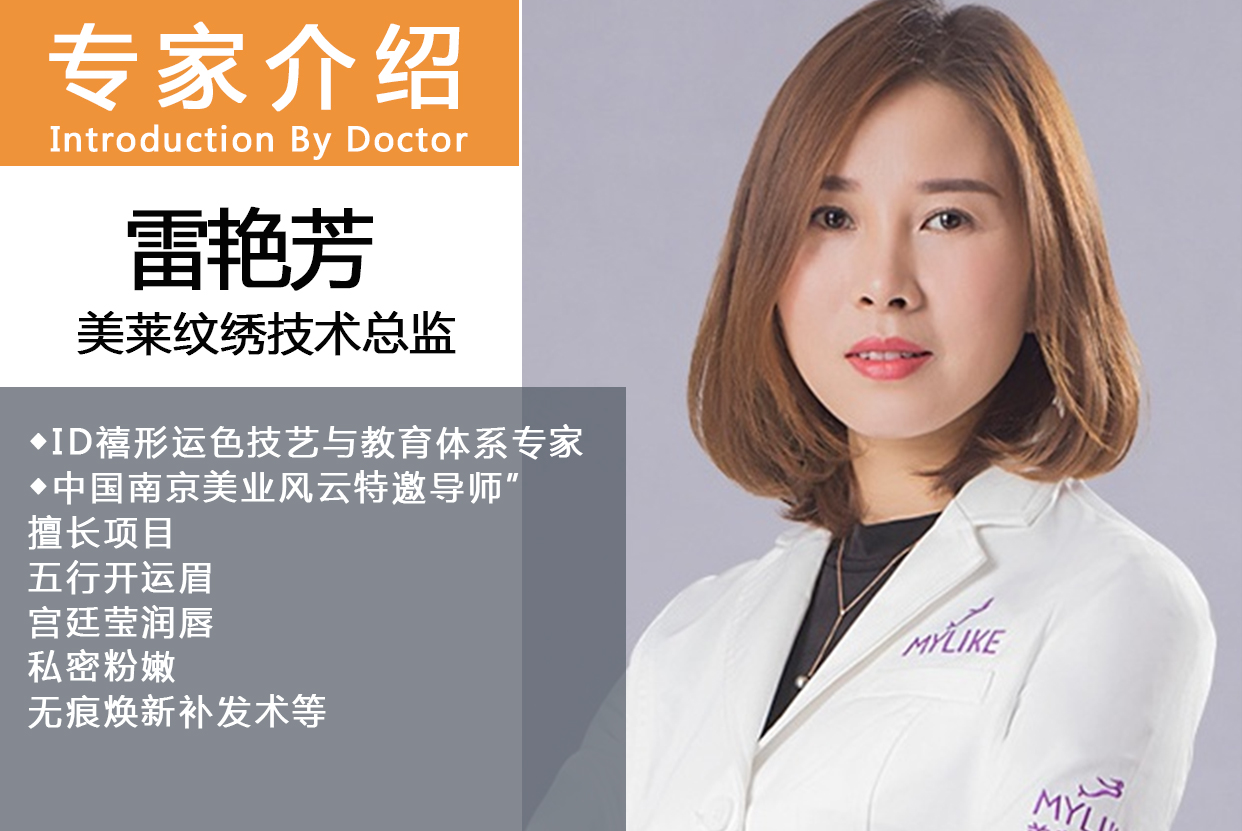 专家介绍
Introduction By Doctor
雷艳芳
美莱纹绣技术总监
◆ID禧形运色技艺与教育体系专家
◆中国南京美业风云特邀导师”
擅长项目
五行开运眉
宫廷莹润唇
私密粉嫩
无痕焕新补发术等
MYLIKE